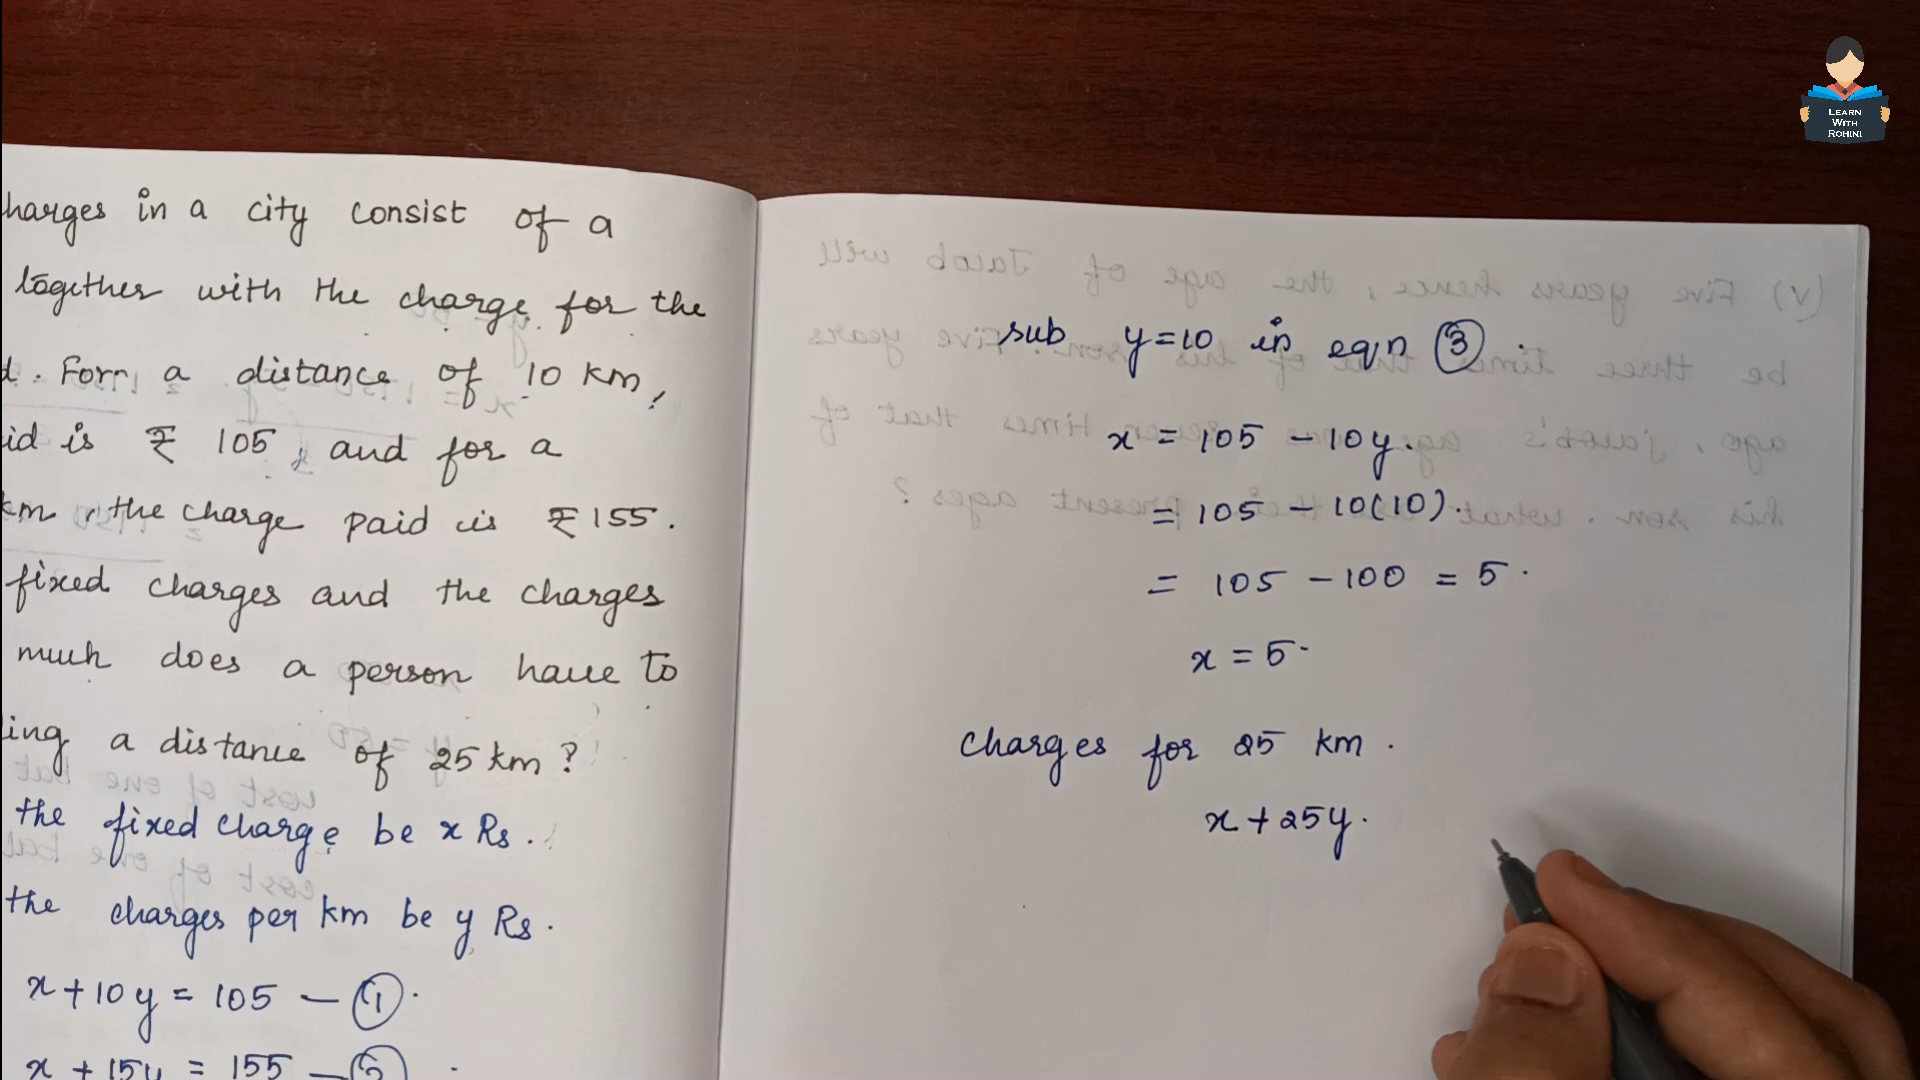 LEARN
WITH
ROHINI
harges in a city consist of a
together with the charge for the
d. For a distance of 10 km,
id is ₹ 105, and for a
km, the charge paid is ₹155.
fixed charges and the charges
much does a person have to
ing a distance of 25 km?
the fixed charge be x Rs.
the charges per km be y Rs.
x + 10y = 105 — ①.
x + 15y = 155 — ②.
sub y=10 in eqn ③.
x = 105 - 10y.
= 105 - 10(10).
= 105 - 100 = 5.
x = 5.
charges for 25 km.
x + 25y.